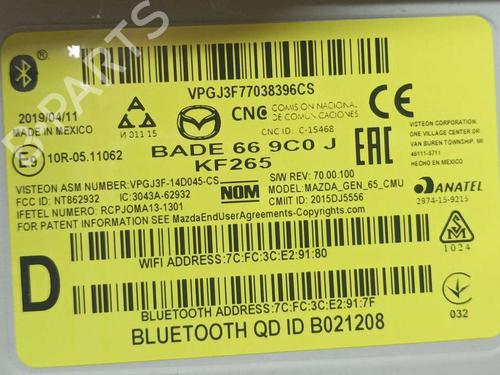 VPGJ3F77038396CS
2019/04/11
MADE IN MEXICO
N 011 15
CNC COMISION NACIONAL
DE COMUNICACIONES
C-15468
VISTEON CORPORATION
ONE VILLAGE CENTER DR
VAN BUREN TOWNSHIP, MI
48111-5711
HECHO EN MEXICO
E9 10R-05.11062
BADE 66 9C0 J
KF265
EAC
VISTEON ASM NUMBER:VPGJ3F-14D045-CS
FCC ID: NT862932 IC:3043A-62932
IFETEL NUMERO: RCPJOMA13-1301
NOM
S/W REV: 70.00.100
MODEL:MAZDA_GEN_65_CMU
CMIIT ID: 2015DJ5556
FOR PATENT INFORMATION SEE MazdaEndUserAgreements-Copyrights.com
ANATEL
2974-15-9215
D
WIFI ADDRESS:7C:FC:3C:E2:91:80
1024
BLUETOOTH ADDRESS:7C:FC:3C:E2:91:7F
032
BLUETOOTH QD ID B021208